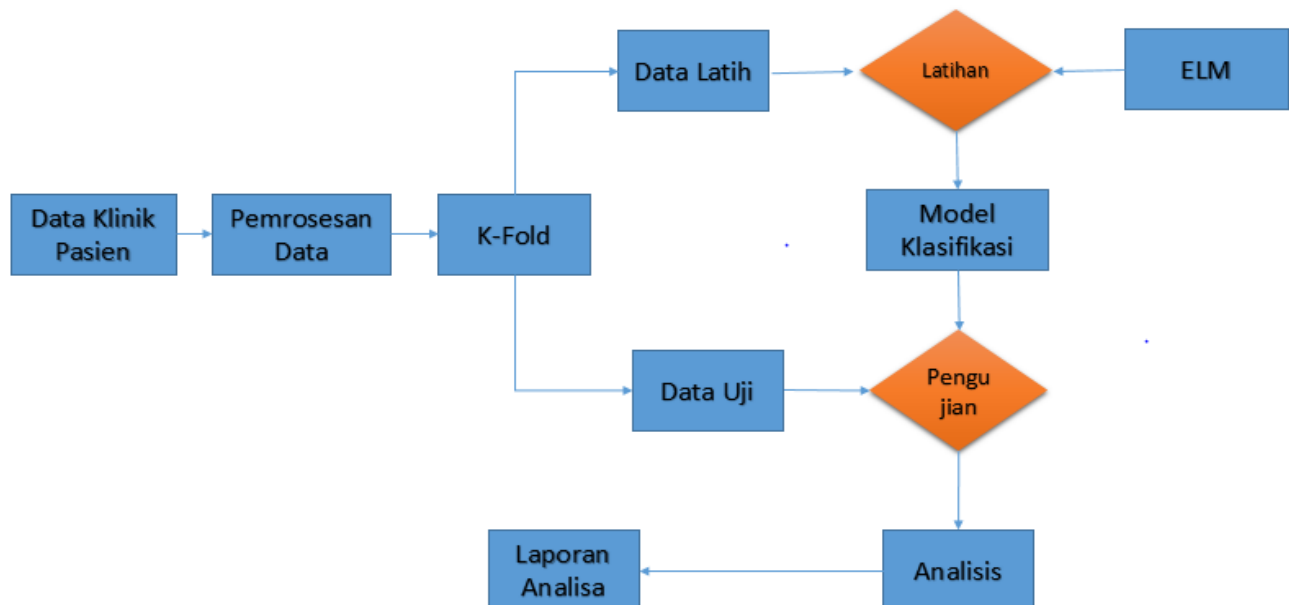 Data Latih
Latihan
ELM
Data Klinik
Pasien
Pemrosesan
Data
K-Fold
Model
Klasifikasi
Data Uji
Pengu
jian
Laporan
Analisa
Analisis